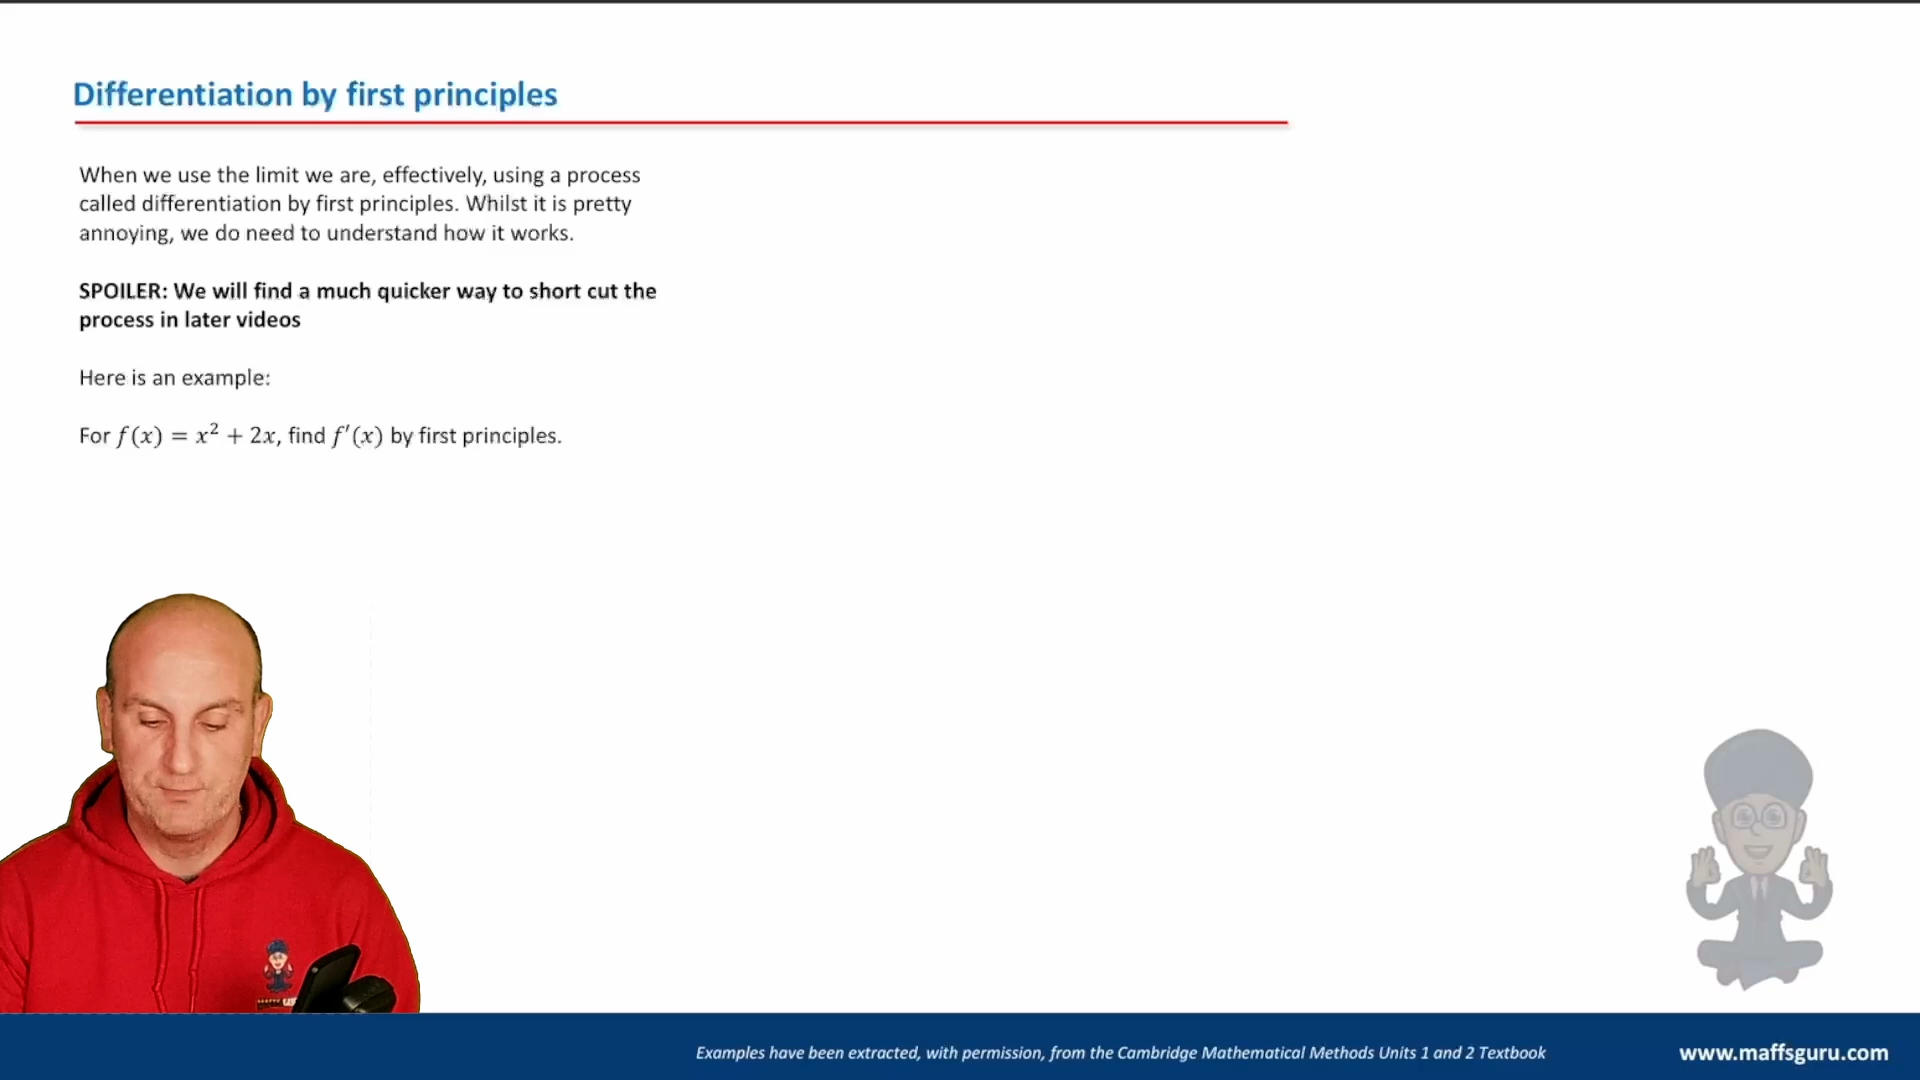 Differentiation by first principles
When we use the limit we are, effectively, using a process
called differentiation by first principles. Whilst it is pretty
annoying, we do need to understand how it works.
SPOILER: We will find a much quicker way to short cut the
process in later videos
Here is an example:
For f(x) = x² + 2x, find f′(x) by first principles.
Examples have been extracted, with permission, from the Cambridge Mathematical Methods Units 1 and 2 Textbook
www.maffsguru.com